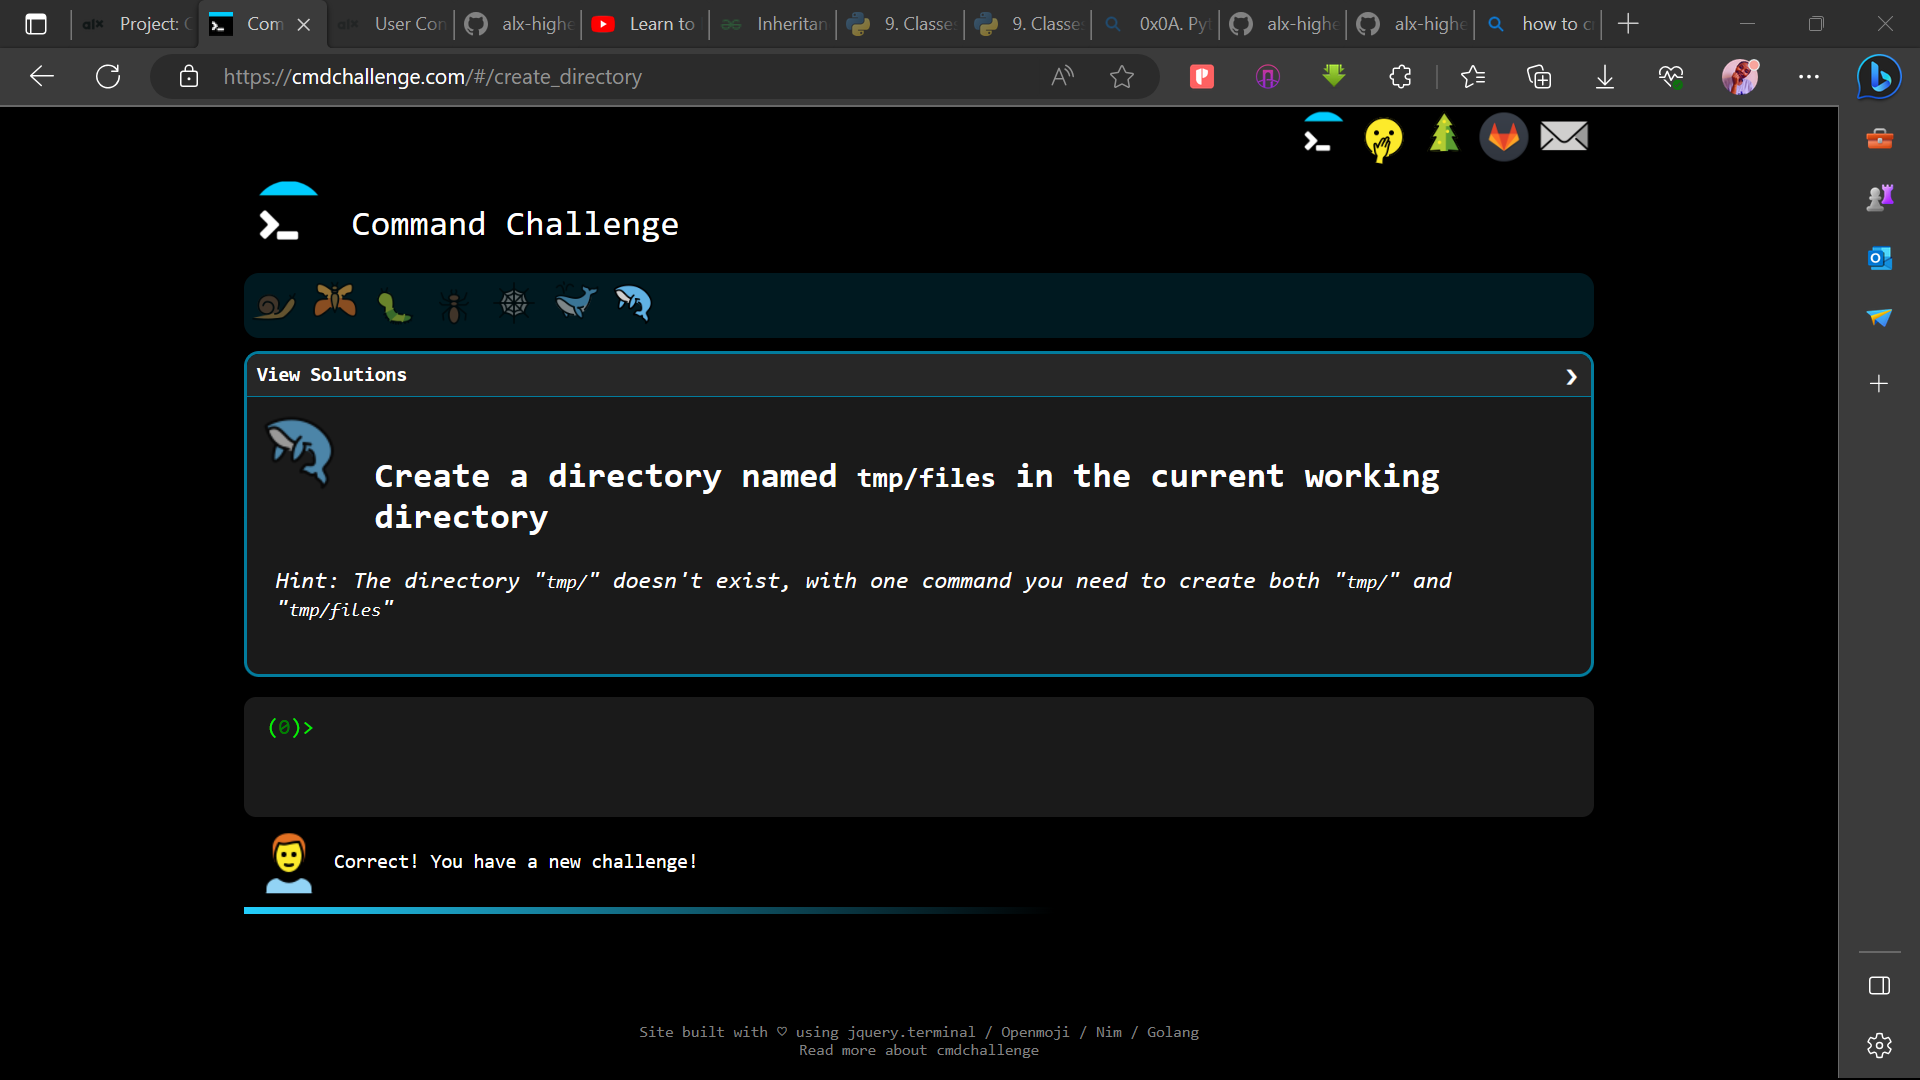 Project: C
Com
User Con
alx-highe
Learn to
Inheritan
9. Classe
9. Classe
0x0A. Pyt
alx-highe
alx-highe
how to c
https://cmdchallenge.com/#/create_directory
Command Challenge
View Solutions
Create a directory named tmp/files in the current working
directory
Hint: The directory "tmp/" doesn't exist, with one command you need to create both "tmp/" and
"tmp/files"
(0)>
Correct! You have a new challenge!
Site built with ♡ using jquery.terminal / Openmoji / Nim / Golang
Read more about cmdchallenge